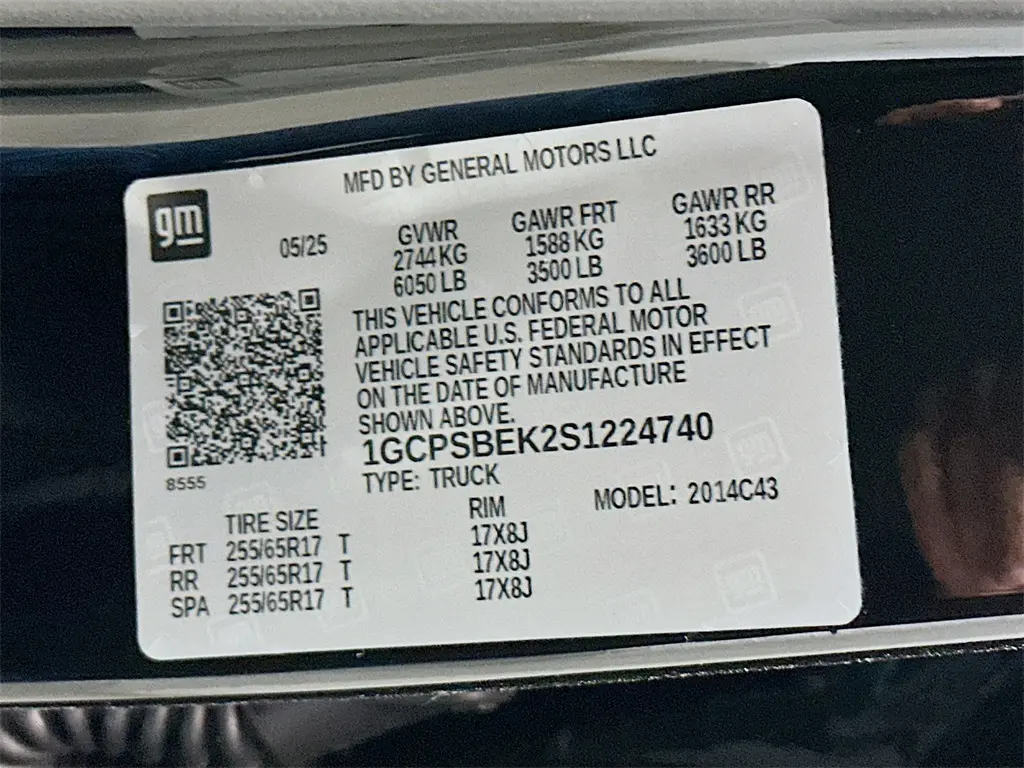 MFD BY GENERAL MOTORS LLC
gm
05/25
GVWR
2744 KG
6050 LB
GAWR FRT
1588 KG
3500 LB
GAWR RR
1633 KG
3600 LB
THIS VEHICLE CONFORMS TO ALL
APPLICABLE U.S. FEDERAL MOTOR
VEHICLE SAFETY STANDARDS IN EFFECT
ON THE DATE OF MANUFACTURE
SHOWN ABOVE.
1GCPSBEK2S1224740
TYPE: TRUCK
MODEL: 2014C43
8555
TIRE SIZE RIM
FRT 255/65R17 T 17X8J
RR 255/65R17 T 17X8J
SPA 255/65R17 T 17X8J